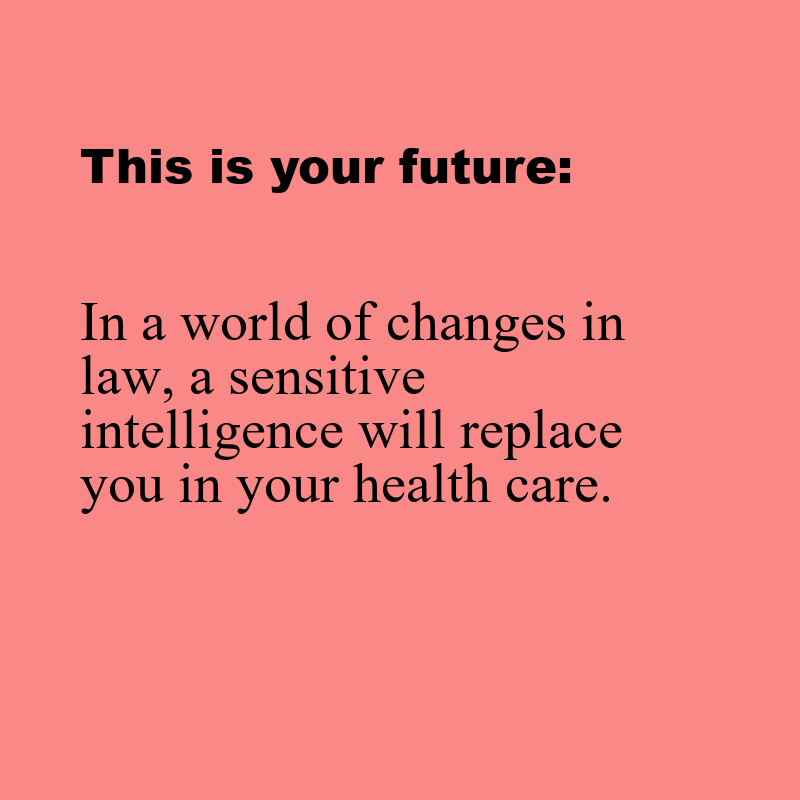 This is your future:
In a world of changes in
law, a sensitive
intelligence will replace
you in your health care.